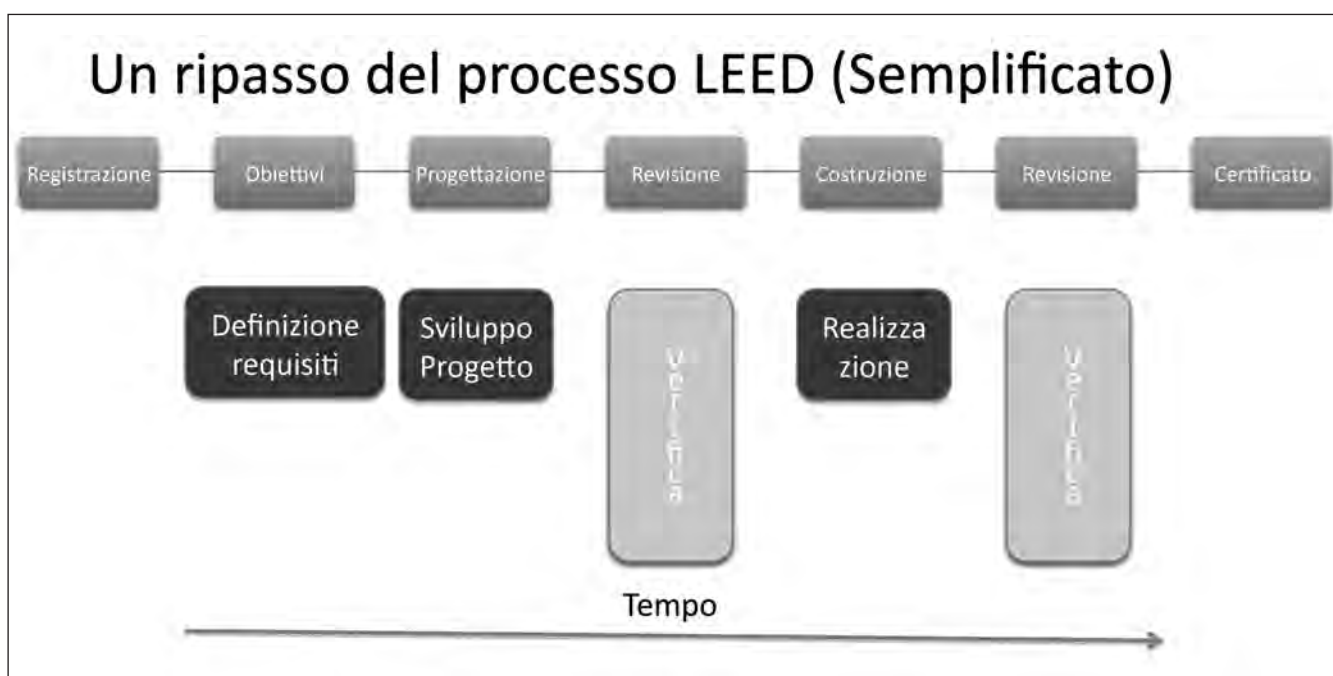 Un ripasso del processo LEED (Semplificato)
Registrazione
Obiettivi
Progettazione
Revisione
Costruzione
Revisione
Certificato
Definizione
requisiti
Sviluppo
Progetto
Verifica
Realizza
zione
Verifica
Tempo